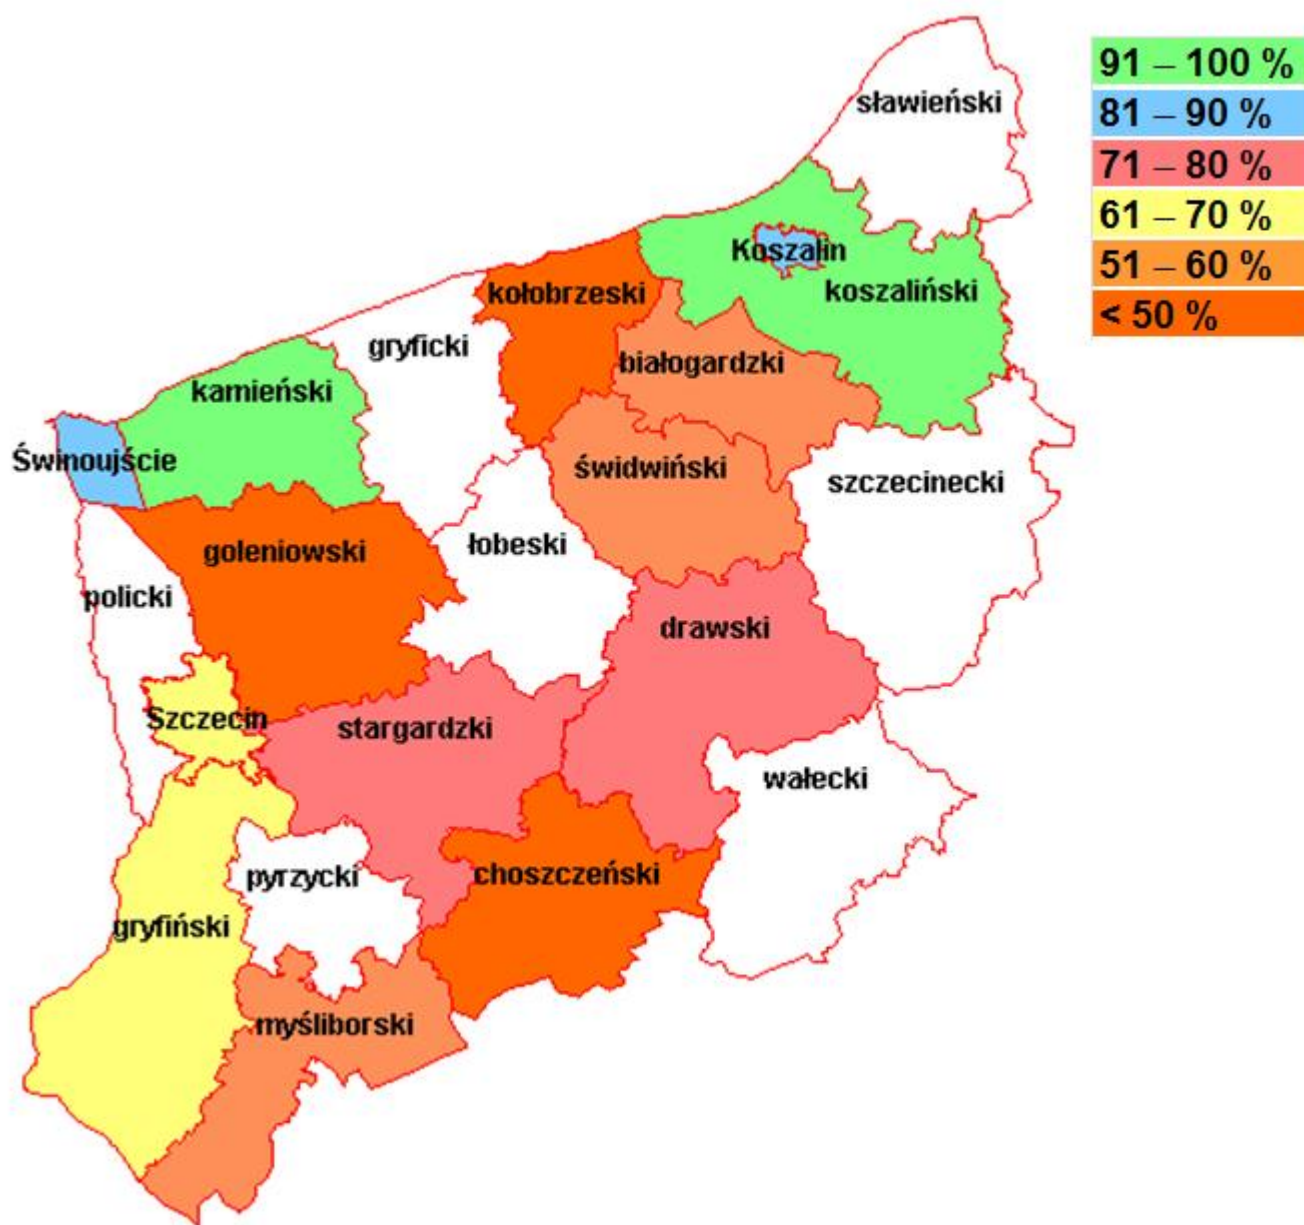 sławieński
91 – 100 %
81 – 90 %
71 – 80 %
61 – 70 %
51 – 60 %
< 50 %
Koszalin
kołobrzeski
koszaliński
gryficki
białogardzki
kamieński
Świnoujście
świdwiński
szczecinecki
goleniowski
łobeski
policki
drawski
Szczecin
stargardzki
wałecki
pyrzycki
choszczeński
gryfiński
myśliborski